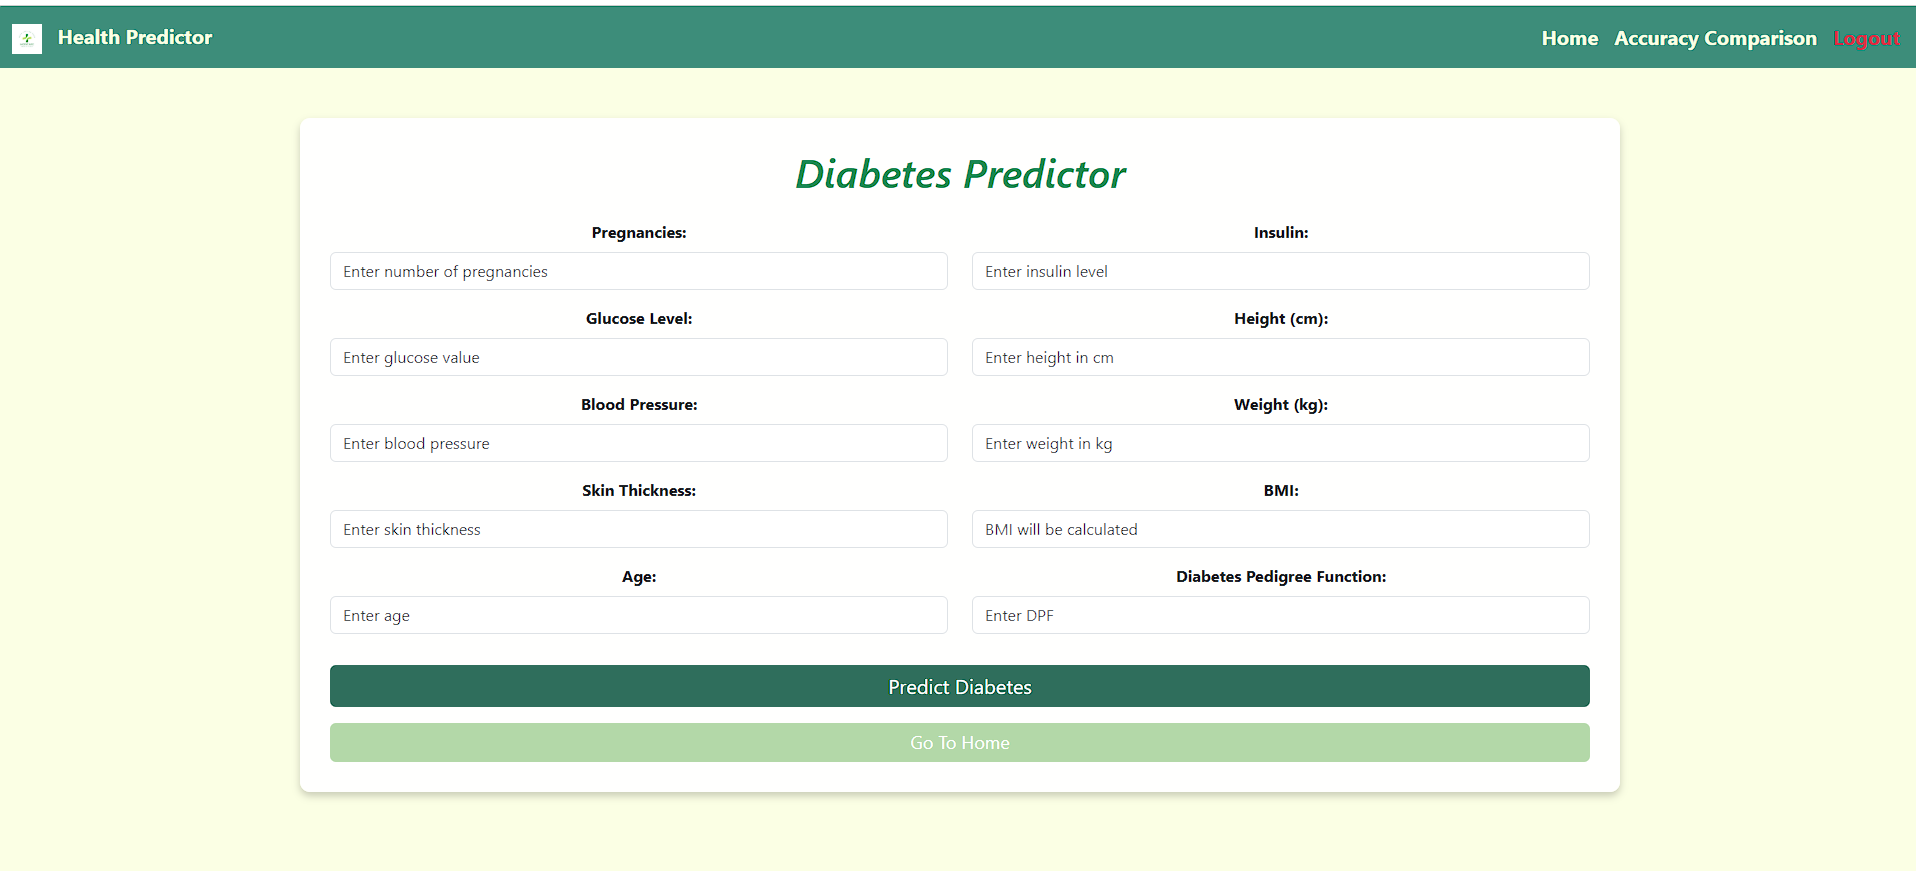 Health Predictor
Home Accuracy Comparison Logout
Diabetes Predictor
Pregnancies:
Enter number of pregnancies
Insulin:
Enter insulin level
Glucose Level:
Enter glucose value
Height (cm):
Enter height in cm
Blood Pressure:
Enter blood pressure
Weight (kg):
Enter weight in kg
Skin Thickness:
Enter skin thickness
BMI:
BMI will be calculated
Age:
Enter age
Diabetes Pedigree Function:
Enter DPF
Predict Diabetes
Go To Home